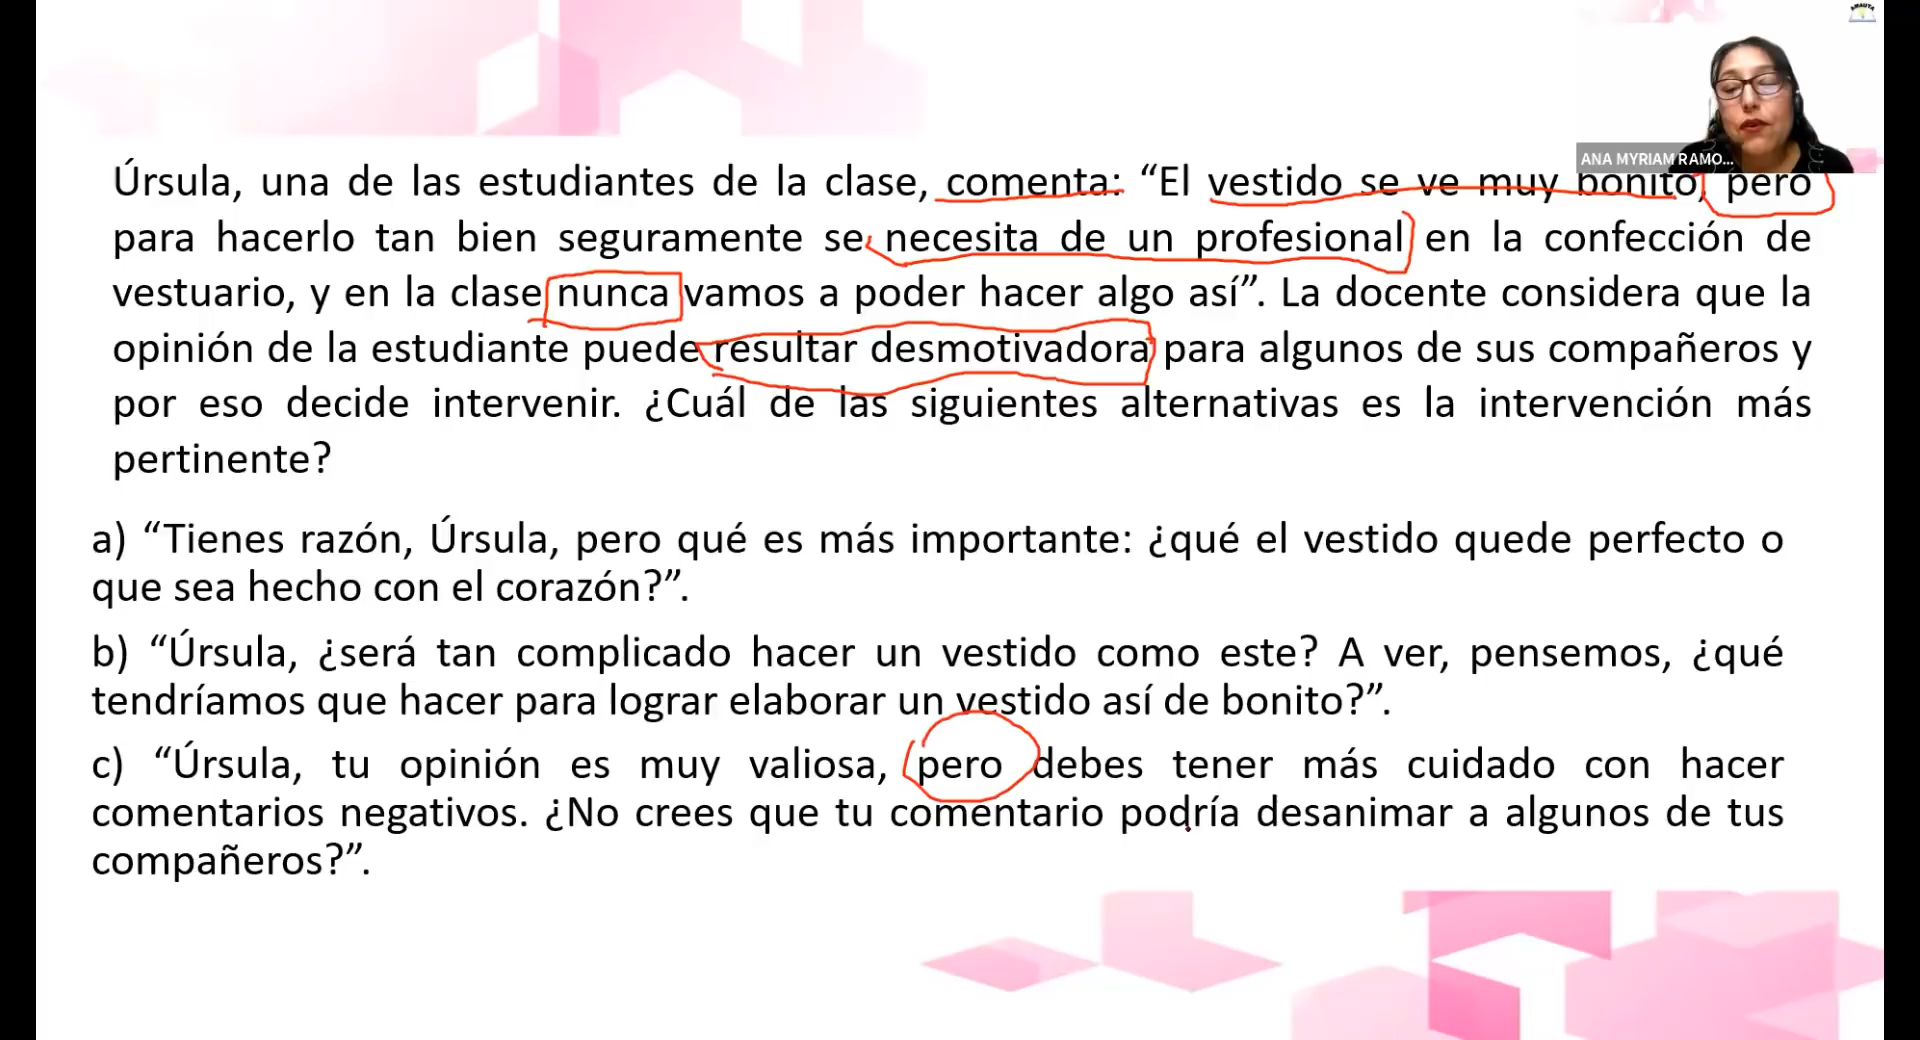 AMAUTA
ANA MYRIAM RAMO...
Úrsula, una de las estudiantes de la clase, comenta: “El vestido se ve muy bonito, pero
para hacerlo tan bien seguramente se necesita de un profesional en la confección de
vestuario, y en la clase nunca vamos a poder hacer algo así”. La docente considera que la
opinión de la estudiante puede resultar desmotivadora para algunos de sus compañeros y
por eso decide intervenir. ¿Cuál de las siguientes alternativas es la intervención más
pertinente?
a) “Tienes razón, Úrsula, pero qué es más importante: ¿qué el vestido quede perfecto o
que sea hecho con el corazón?”.
b) “Úrsula, ¿será tan complicado hacer un vestido como este? A ver, pensemos, ¿qué
tendríamos que hacer para lograr elaborar un vestido así de bonito?”.
c) “Úrsula, tu opinión es muy valiosa, pero debes tener más cuidado con hacer
comentarios negativos. ¿No crees que tu comentario podría desanimar a algunos de tus
compañeros?”.